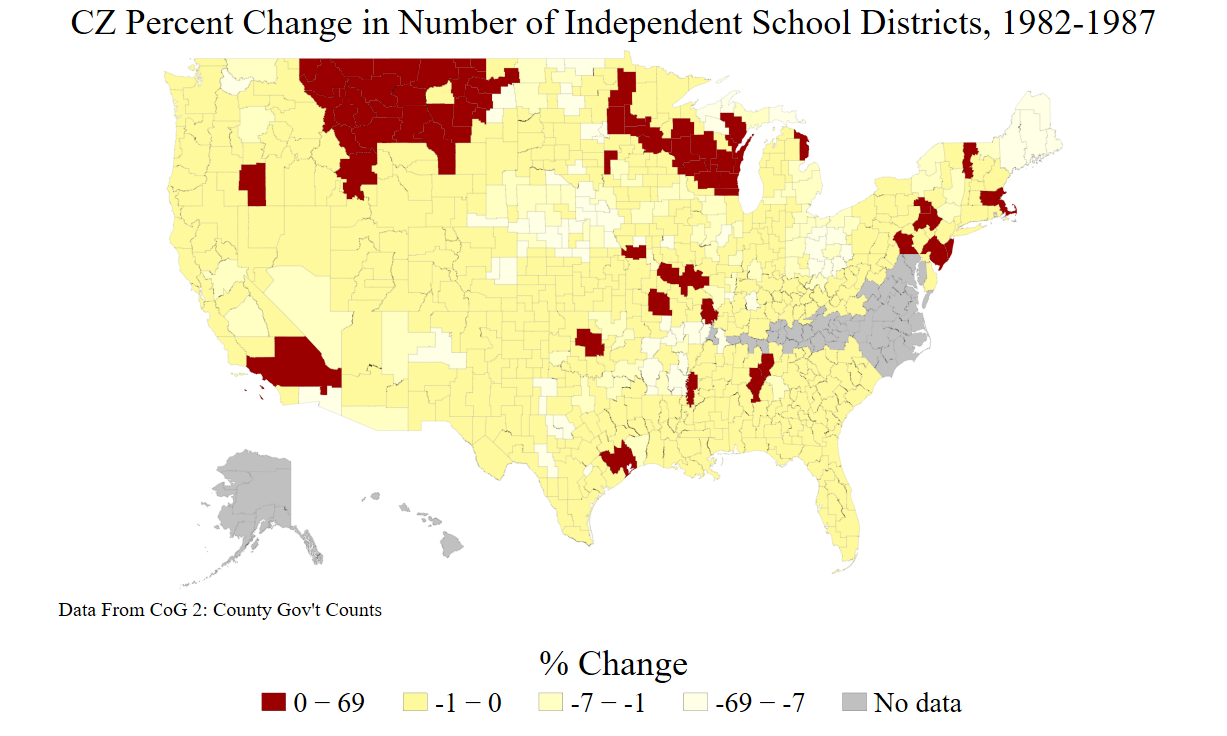 CZ Percent Change in Number of Independent School Districts, 1982-1987
Data From CoG 2: County Gov't Counts
% Change
0 − 69 -1 − 0 -7 − -1 -69 − -7 No data